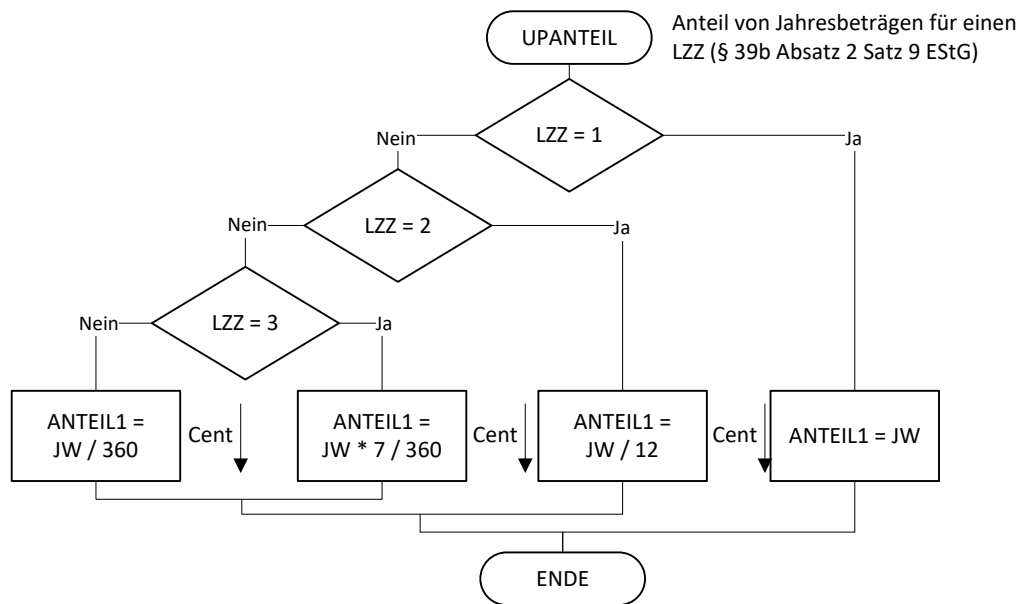 UPANTEIL
Anteil von Jahresbeträgen für einen
LZZ (§ 39b Absatz 2 Satz 9 EStG)
LZZ = 1
Nein
Ja
LZZ = 2
Nein
Ja
LZZ = 3
Nein
Ja
ANTEIL1 =
JW / 360
Cent
ANTEIL1 =
JW * 7 / 360
Cent
ANTEIL1 =
JW / 12
Cent
ANTEIL1 = JW
ENDE